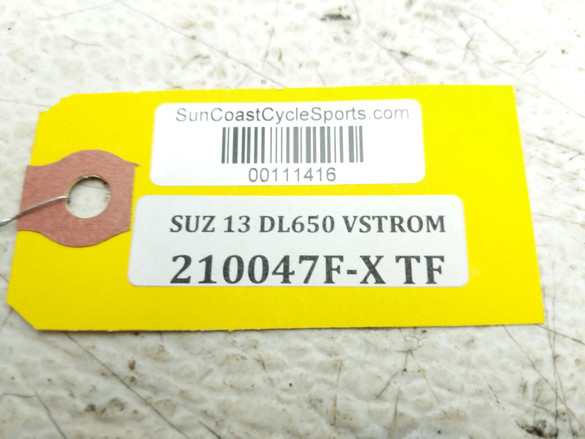 SunCoastCycleSports.com
00111416
SUZ 13 DL650 VSTROM
210047F-X TF